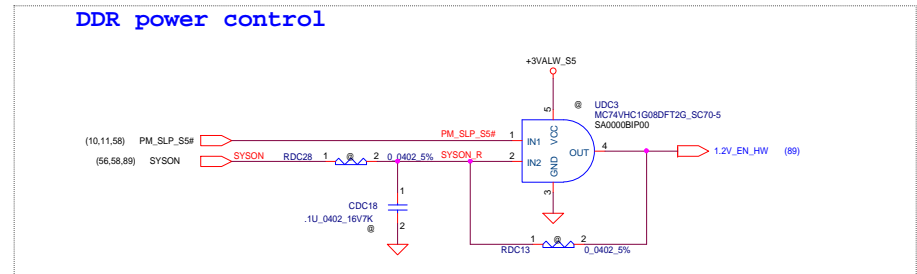 DDR power control
+3VALW_S5
@
UDC3
MC74VHC1G08DFT2G_SC70-5
SA0000BIP00
5
VCC
(10,11,58) PM_SLP_S5# PM_SLP_S5# 1 IN1
OUT 4 1.2V_EN_HW (89)
(56,58,89) SYSON SYSON RDC28 1 @ 2 0_0402_5% SYSON_R 2 IN2
GND
3
1
CDC18
.1U_0402_16V7K
@ 2
1 @ 2
RDC13 0_0402_5%